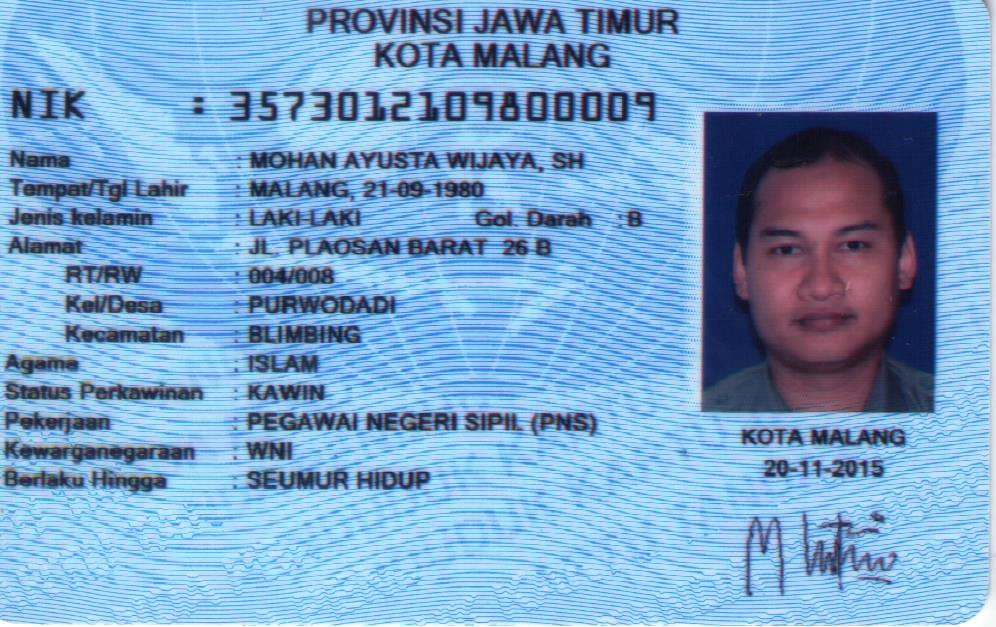 PROVINSI JAWA TIMUR
KOTA MALANG
NIK : 3573012109800009
Nama : MOHAN AYUSTA WIJAYA, SH
Tempat/Tgl Lahir : MALANG, 21-09-1980
Jenis kelamin : LAKI-LAKI Gol. Darah : B
Alamat : JL. PLAOSAN BARAT 26 B
RT/RW : 004/008
Kel/Desa : PURWODADI
Kecamatan : BLIMBING
Agama : ISLAM
Status Perkawinan : KAWIN
Pekerjaan : PEGAWAI NEGERI SIPIL (PNS)
Kewarganegaraan : WNI
Berlaku Hingga : SEUMUR HIDUP
KOTA MALANG
20-11-2015